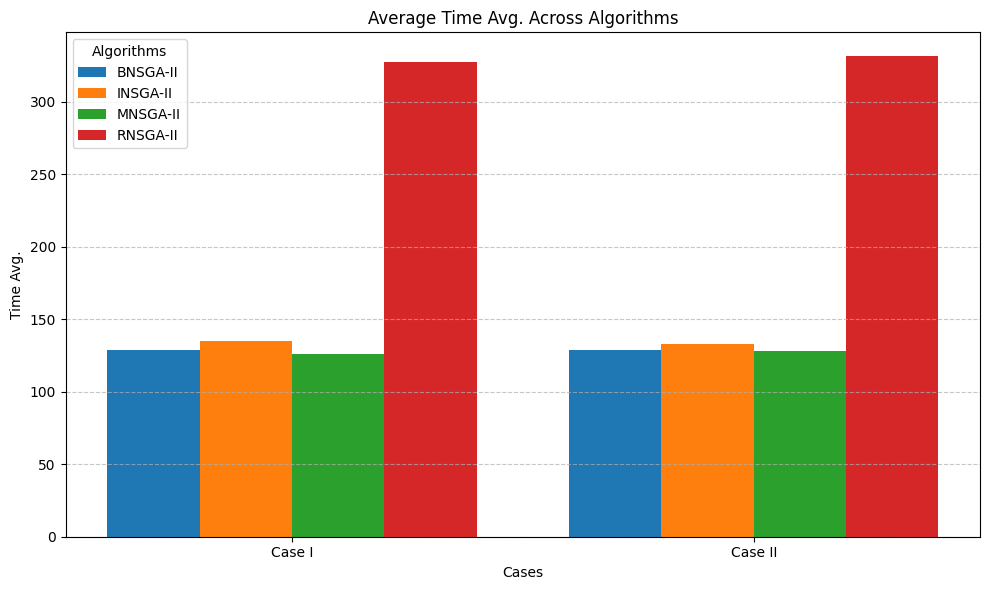 Average Time Avg. Across Algorithms
Algorithms
BNSGA-II
INSGA-II
MNSGA-II
RNSGA-II
Time Avg.
300
250
200
150
100
50
0
Case I
Case II
Cases